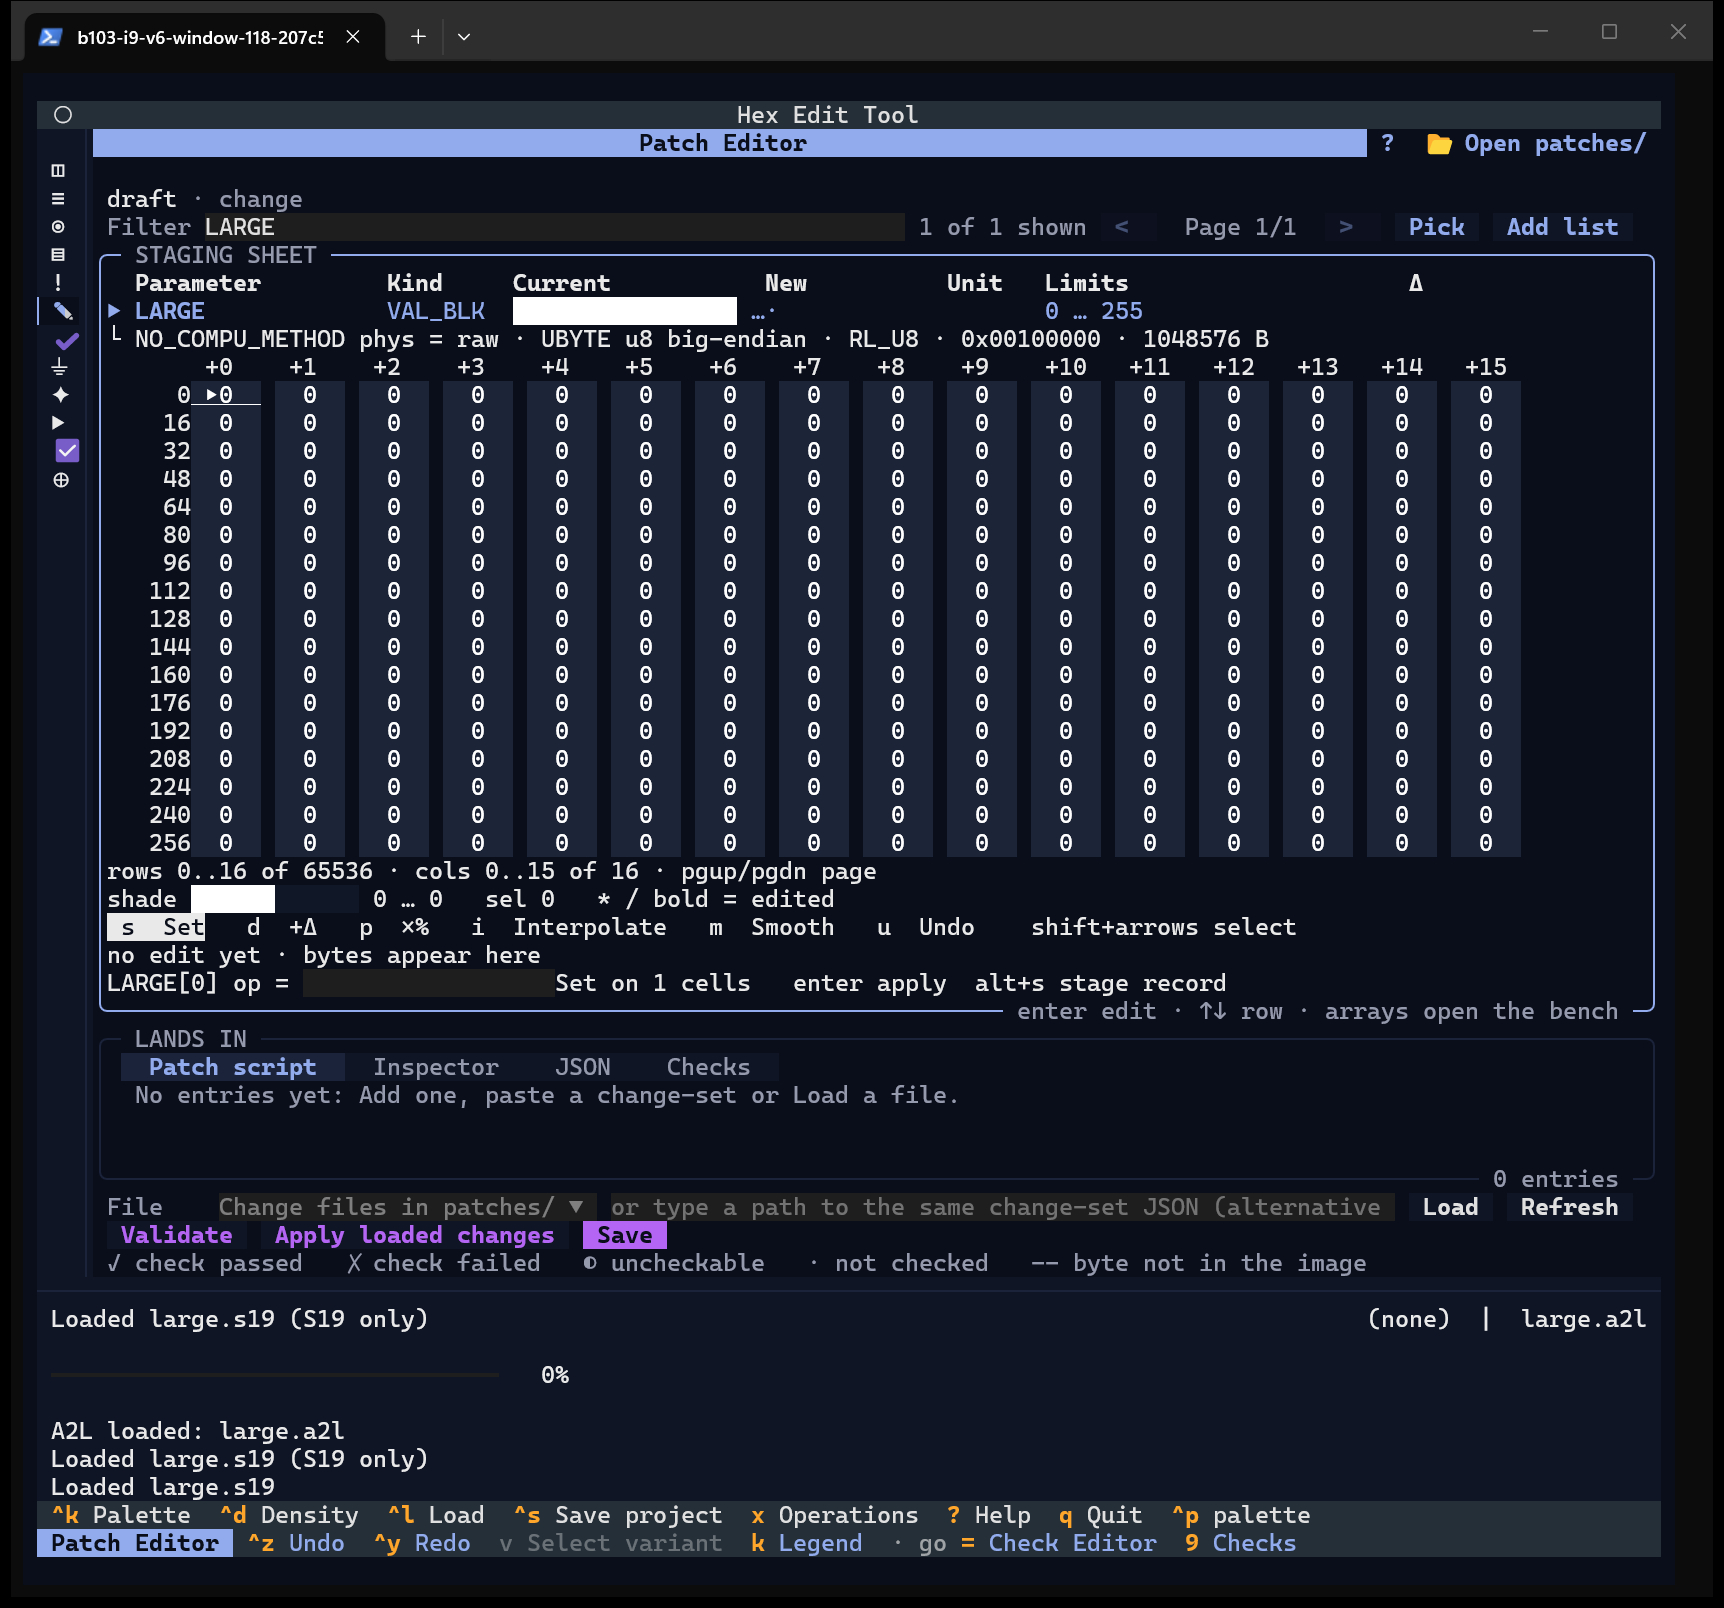 b103-i9-v6-window-118-207c5
Hex Edit Tool
Patch Editor ? Open patches/
draft · change
Filter LARGE 1 of 1 shown < Page 1/1 > Pick Add list
STAGING SHEET
Parameter Kind Current New Unit Limits Δ
▶ LARGE VAL_BLK …· 0 … 255
└ NO_COMPU_METHOD phys = raw · UBYTE u8 big-endian · RL_U8 · 0x00100000 · 1048576 B
+0 +1 +2 +3 +4 +5 +6 +7 +8 +9 +10 +11 +12 +13 +14 +15
0 ▶0 0 0 0 0 0 0 0 0 0 0 0 0 0 0 0
16 0 0 0 0 0 0 0 0 0 0 0 0 0 0 0 0
32 0 0 0 0 0 0 0 0 0 0 0 0 0 0 0 0
48 0 0 0 0 0 0 0 0 0 0 0 0 0 0 0 0
64 0 0 0 0 0 0 0 0 0 0 0 0 0 0 0 0
80 0 0 0 0 0 0 0 0 0 0 0 0 0 0 0 0
96 0 0 0 0 0 0 0 0 0 0 0 0 0 0 0 0
112 0 0 0 0 0 0 0 0 0 0 0 0 0 0 0 0
128 0 0 0 0 0 0 0 0 0 0 0 0 0 0 0 0
144 0 0 0 0 0 0 0 0 0 0 0 0 0 0 0 0
160 0 0 0 0 0 0 0 0 0 0 0 0 0 0 0 0
176 0 0 0 0 0 0 0 0 0 0 0 0 0 0 0 0
192 0 0 0 0 0 0 0 0 0 0 0 0 0 0 0 0
208 0 0 0 0 0 0 0 0 0 0 0 0 0 0 0 0
224 0 0 0 0 0 0 0 0 0 0 0 0 0 0 0 0
240 0 0 0 0 0 0 0 0 0 0 0 0 0 0 0 0
256 0 0 0 0 0 0 0 0 0 0 0 0 0 0 0 0
rows 0..16 of 65536 · cols 0..15 of 16 · pgup/pgdn page
shade 0 … 0 sel 0 * / bold = edited
s Set d +Δ p ×% i Interpolate m Smooth u Undo shift+arrows select
no edit yet · bytes appear here
LARGE[0] op = Set on 1 cells enter apply alt+s stage record
enter edit · ↑↓ row · arrays open the bench
LANDS IN
Patch script Inspector JSON Checks
No entries yet: Add one, paste a change-set or Load a file.
0 entries
File Change files in patches/ ▼ or type a path to the same change-set JSON (alternative Load Refresh
Validate Apply loaded changes Save
√ check passed ╳ check failed ◐ uncheckable · not checked -- byte not in the image
Loaded large.s19 (S19 only) (none) | large.a2l
0%
A2L loaded: large.a2l
Loaded large.s19 (S19 only)
Loaded large.s19
^k Palette ^d Density ^l Load ^s Save project x Operations ? Help q Quit ^p palette
Patch Editor ^z Undo ^y Redo v Select variant k Legend · go = Check Editor 9 Checks